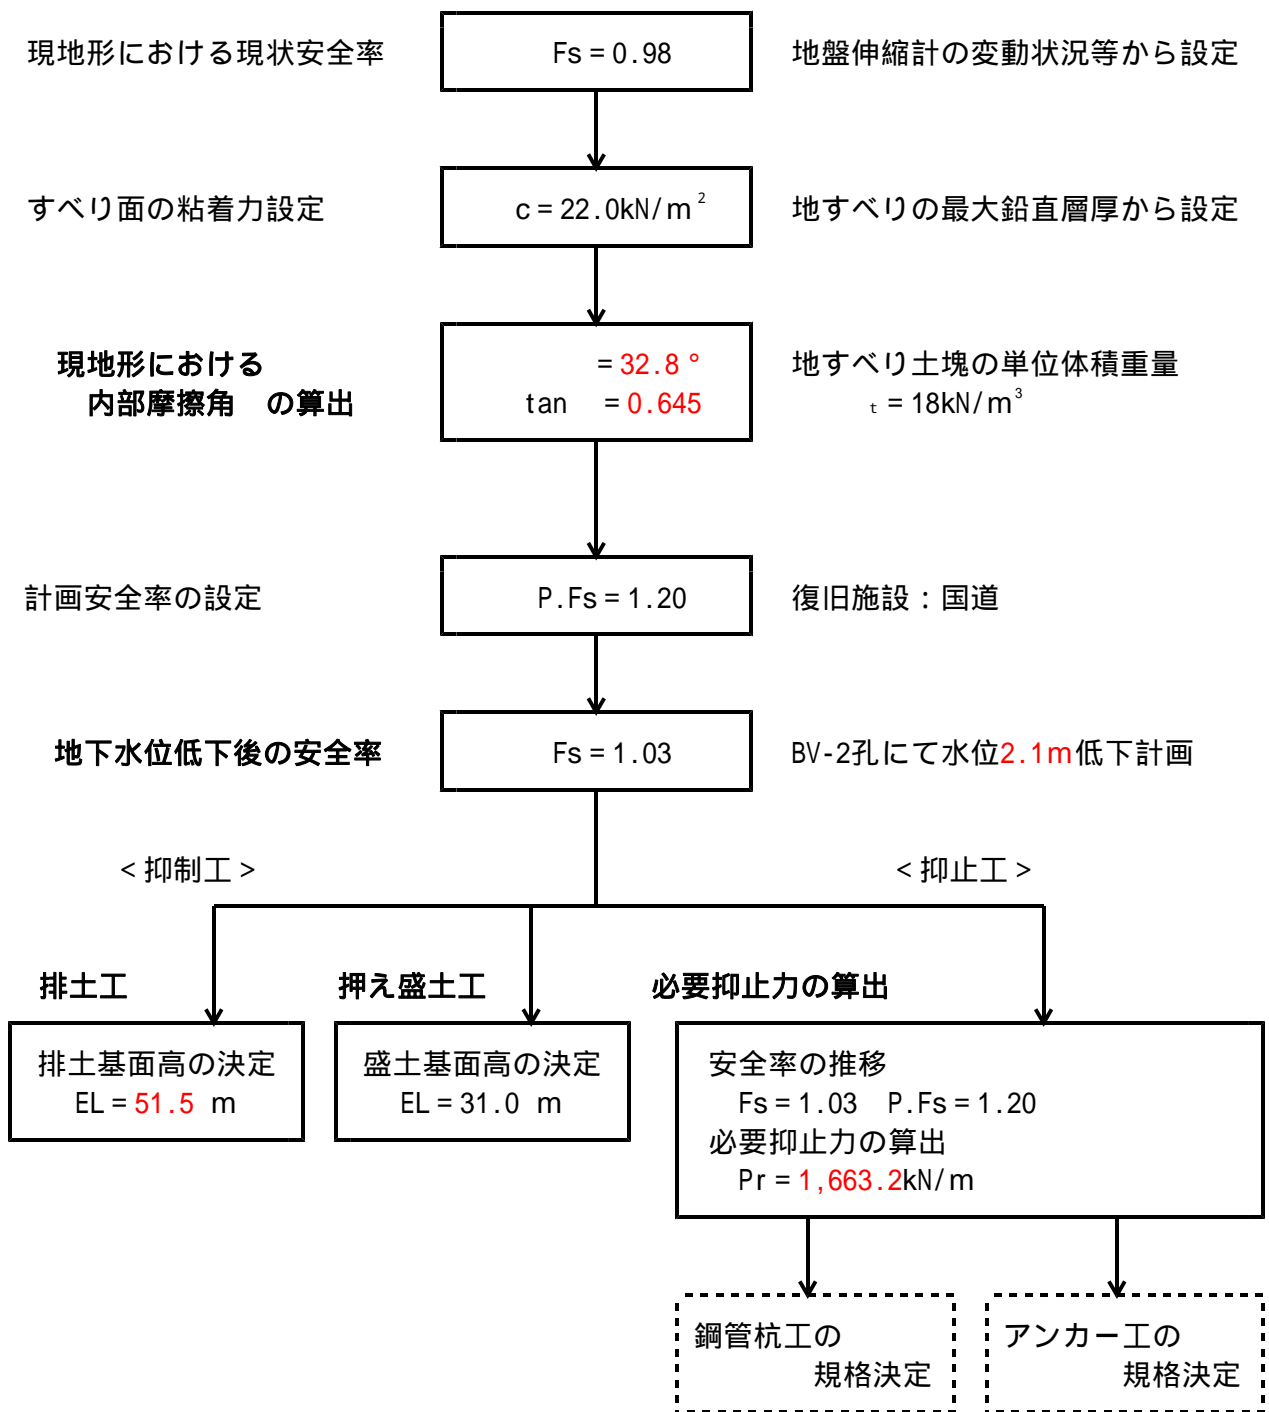 現地形における現状安全率
Fs=0.98
地盤伸縮計の変動状況等から設定
すべり面の粘着力設定
c=22.0kN/m²
地すべりの最大鉛直層厚から設定
現地形における
内部摩擦角　の算出
=32.8°
tan　=0.645
地すべり土塊の単位体積重量
t=18kN/m³
計画安全率の設定
P.Fs=1.20
復旧施設：国道
地下水位低下後の安全率
Fs=1.03
BV-2孔にて水位2.1m低下計画
<抑制工>
<抑止工>
排土工
押え盛土工
必要抑止力の算出
排土基面高の決定
EL=51.5 m
盛土基面高の決定
EL=31.0 m
安全率の推移
Fs=1.03　P.Fs=1.20
必要抑止力の算出
Pr=1,663.2kN/m
鋼管杭工の
規格決定
アンカー工の
規格決定